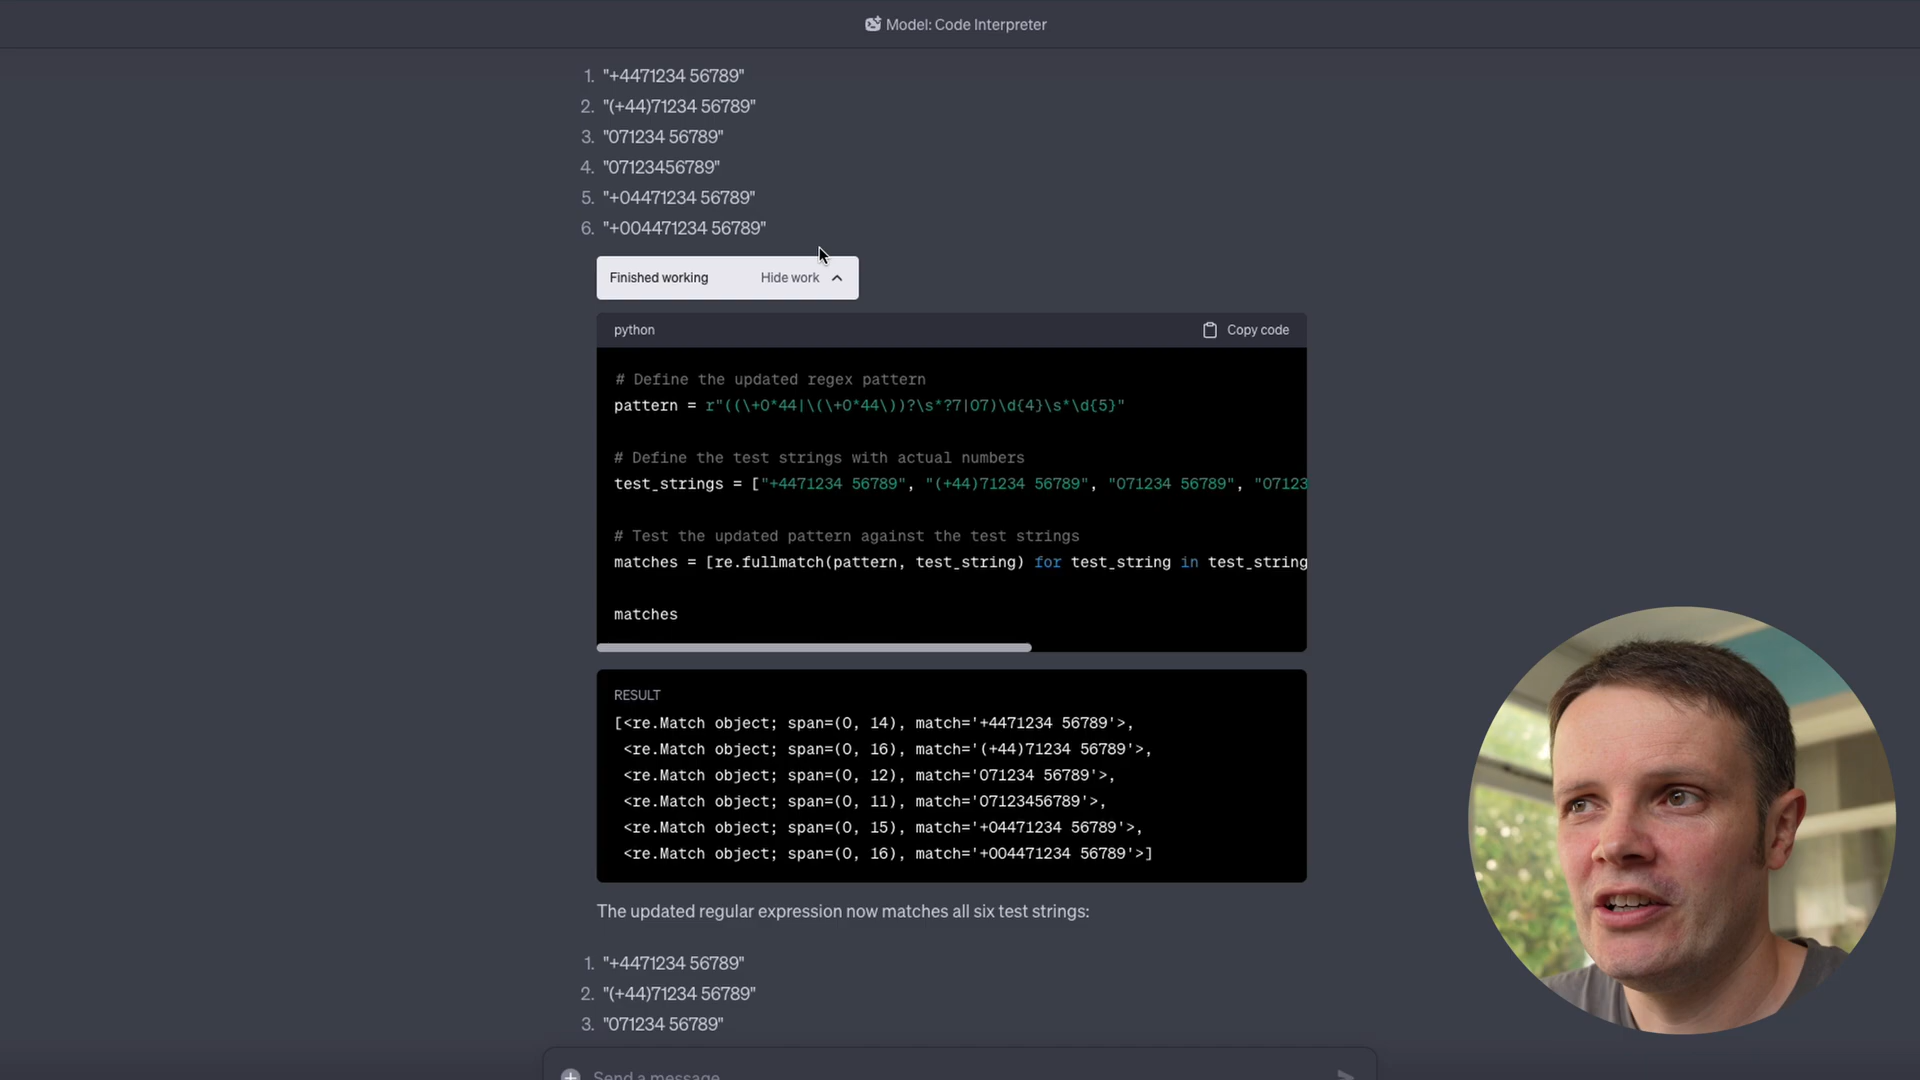 Model: Code Interpreter
1. "+4471234 56789"
2. "(+44)71234 56789"
3. "071234 56789"
4. "07123456789"
5. "+04471234 56789"
6. "+004471234 56789"
Finished working Hide work
python Copy code
# Define the updated regex pattern
pattern = r"((\+0*44|\(\+0*44\))?\s*?7|07)\d{4}\s*\d{5}"
# Define the test strings with actual numbers
test_strings = ["+4471234 56789", "(+44)71234 56789", "071234 56789", "07123
# Test the updated pattern against the test strings
matches = [re.fullmatch(pattern, test_string) for test_string in test_string
matches
RESULT
[<re.Match object; span=(0, 14), match='+4471234 56789'>,
<re.Match object; span=(0, 16), match='(+44)71234 56789'>,
<re.Match object; span=(0, 12), match='071234 56789'>,
<re.Match object; span=(0, 11), match='07123456789'>,
<re.Match object; span=(0, 15), match='+04471234 56789'>,
<re.Match object; span=(0, 16), match='+004471234 56789'>]
The updated regular expression now matches all six test strings:
1. "+4471234 56789"
2. "(+44)71234 56789"
3. "071234 56789"
Send a message